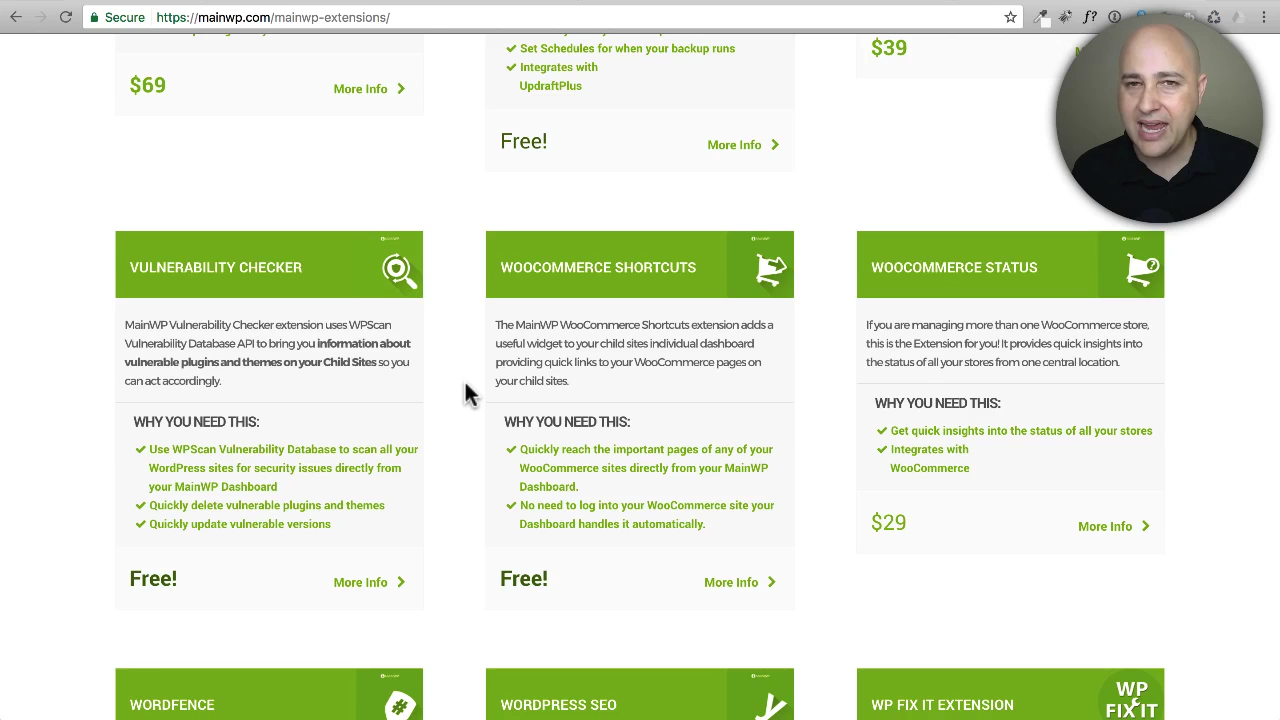 Secure
https://mainwp.com/mainwp-extensions/
f?
$69
More Info
Set Schedules for when your backup runs
Integrates with
UpdraftPlus
Free!
More Info
$39
VULNERABILITY CHECKER
MainWP Vulnerability Checker extension uses WPScan
Vulnerability Database API to bring you information about
vulnerable plugins and themes on your Child Sites so you
can act accordingly.
WHY YOU NEED THIS:
Use WPScan Vulnerability Database to scan all your
WordPress sites for security issues directly from
your MainWP Dashboard
Quickly delete vulnerable plugins and themes
Quickly update vulnerable versions
Free!
More Info
WOOCOMMERCE SHORTCUTS
The MainWP WooCommerce Shortcuts extension adds a
useful widget to your child sites individual dashboard
providing quick links to your WooCommerce pages on
your child sites.
WHY YOU NEED THIS:
Quickly reach the important pages of any of your
WooCommerce sites directly from your MainWP
Dashboard.
No need to log into your WooCommerce site your
Dashboard handles it automatically.
Free!
More Info
WOOCOMMERCE STATUS
If you are managing more than one WooCommerce store,
this is the Extension for you! It provides quick insights into
the status of all your stores from one central location.
WHY YOU NEED THIS:
Get quick insights into the status of all your stores
Integrates with
WooCommerce
$29
More Info
WORDFENCE
WORDPRESS SEO
WP FIX IT EXTENSION
WP
FIX IT